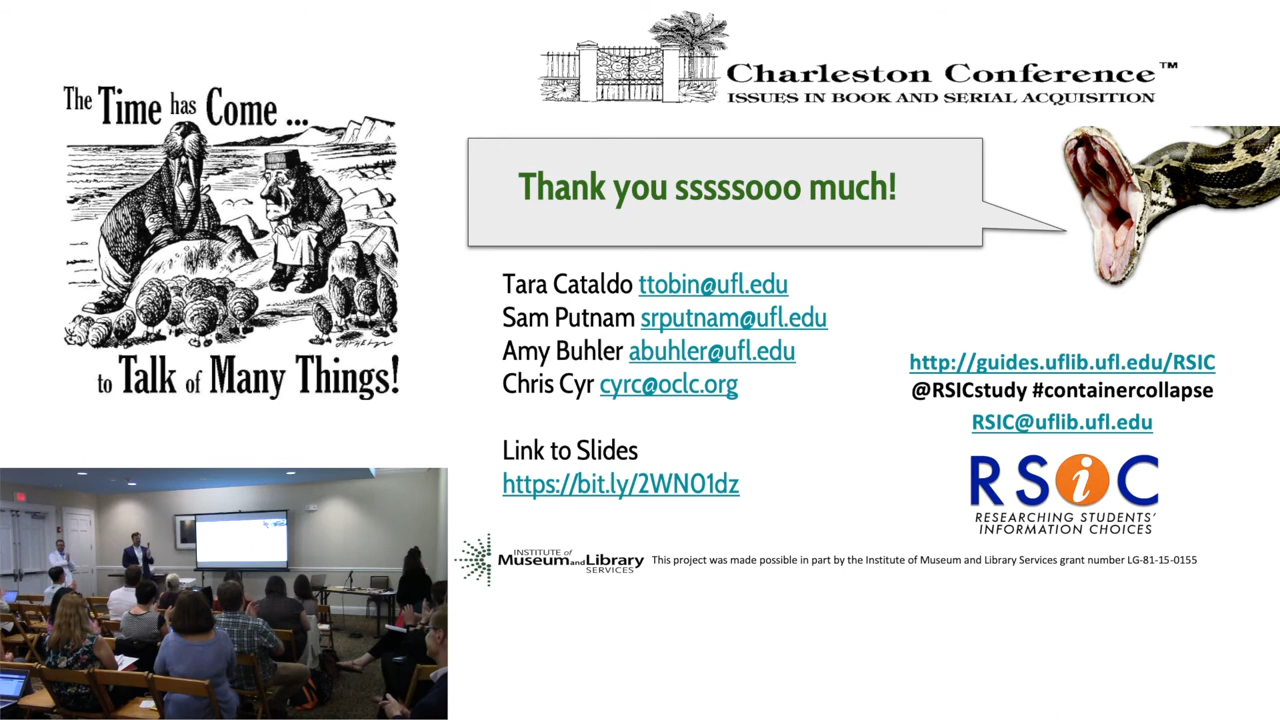 The Time has Come ...
to Talk of Many Things!
Charleston Conference™
ISSUES IN BOOK AND SERIAL ACQUISITION
Thank you sssssooo much!
Tara Cataldo ttobin@ufl.edu
Sam Putnam srputnam@ufl.edu
Amy Buhler abuhler@ufl.edu
Chris Cyr cyrc@oclc.org
Link to Slides
https://bit.ly/2WNO1dz
http://guides.uflib.ufl.edu/RSIC
@RSICstudy #containercollapse
RSIC@uflib.ufl.edu
RSiC
RESEARCHING STUDENTS'
INFORMATION CHOICES
INSTITUTE of
Museum and Library
SERVICES
This project was made possible in part by the Institute of Museum and Library Services grant number LG-81-15-0155